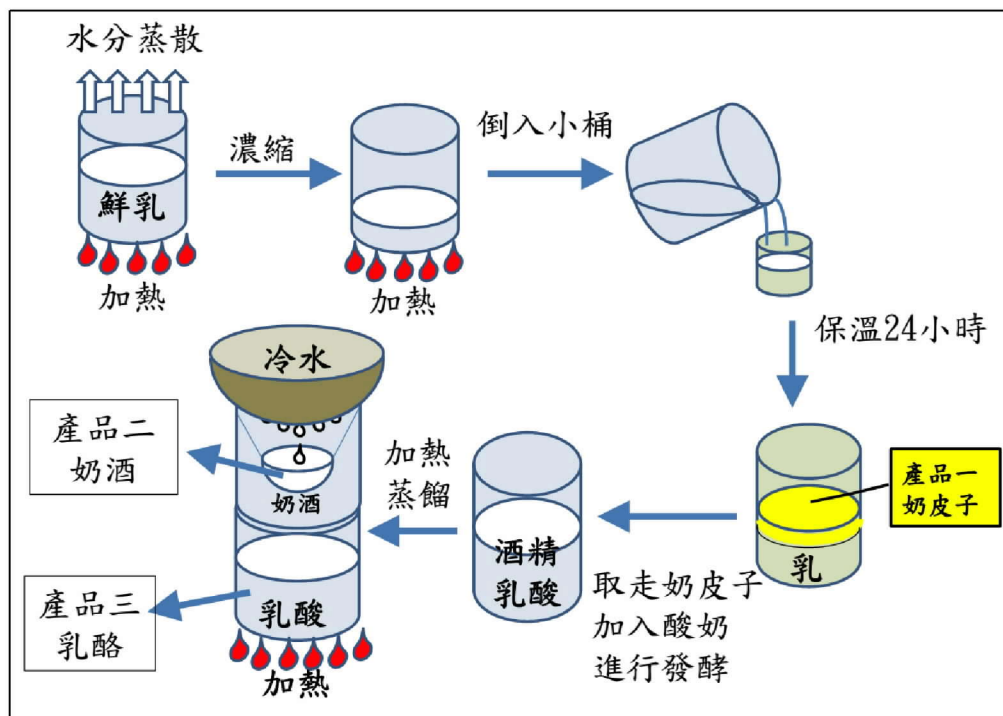 水分蒸散
鮮乳
加熱
濃縮
加熱
倒入小桶
保溫24小時
產品一
奶皮子
乳
取走奶皮子
加入酸奶
進行發酵
酒精
乳酸
加熱
蒸餾
冷水
奶酒
乳酸
加熱
產品二
奶酒
產品三
乳酪